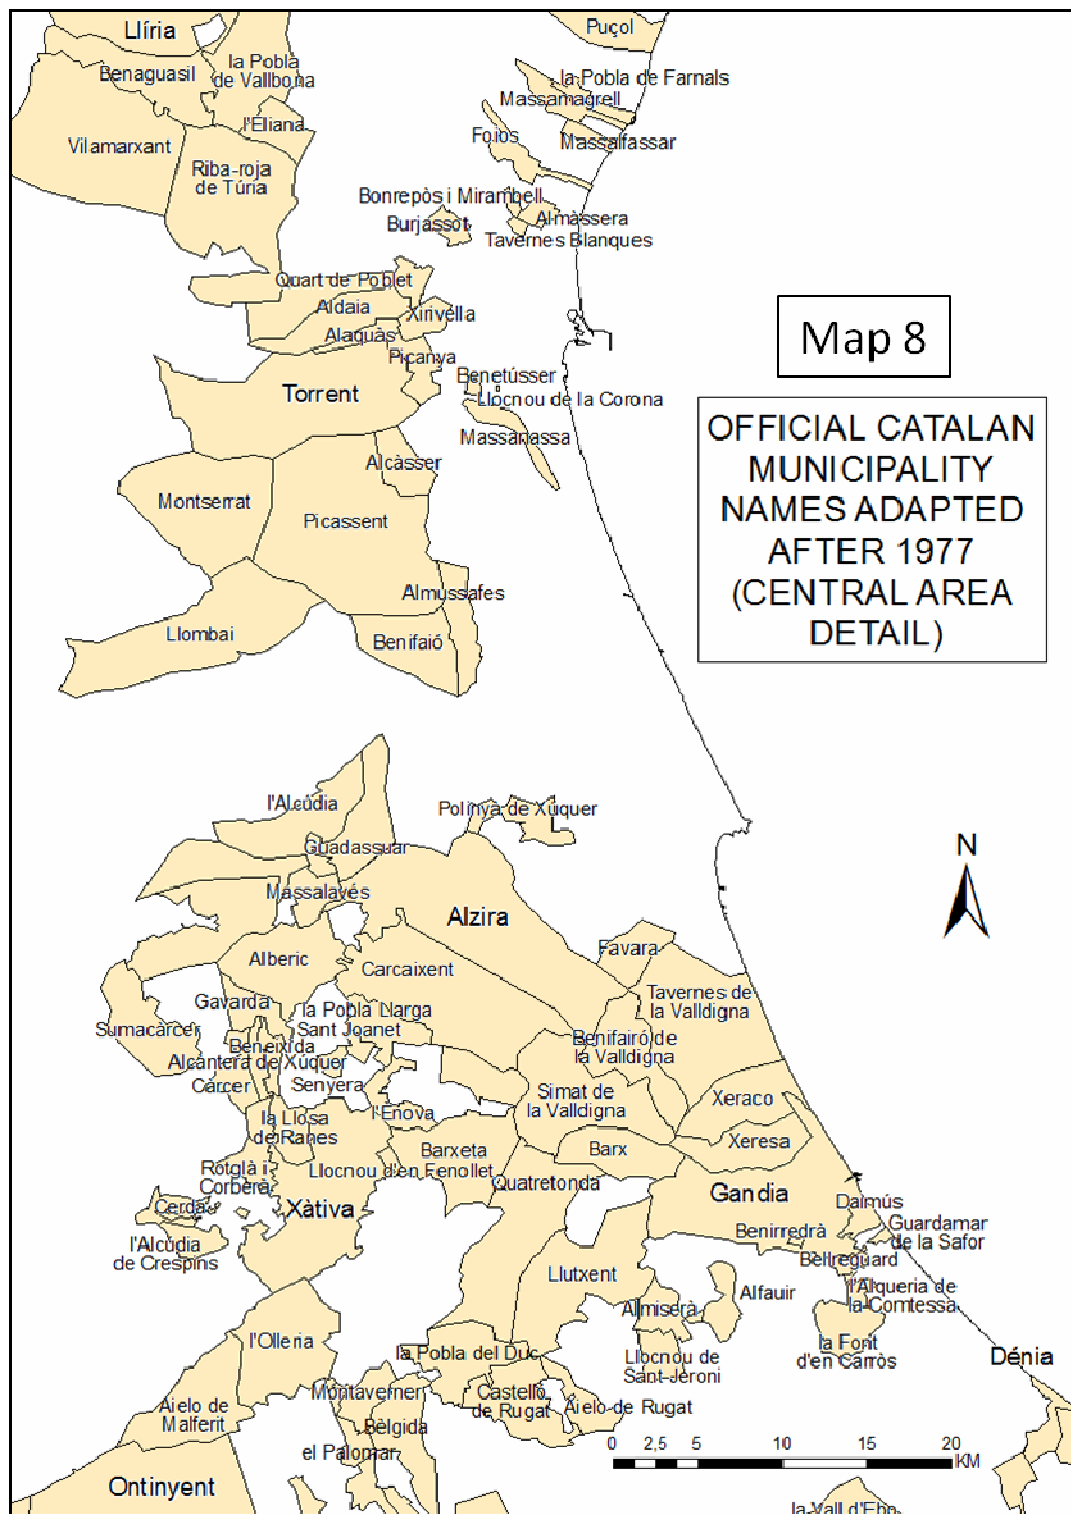 Llíria
Puçol
Benaguasil
la Pobla
de Vallbona
la Pobla de Farnals
Massamagrell
l'Eliana
Vilamarxant
Foios
Massalfassar
Riba-roja
de Túria
Bonrepòs i Mirambell
Burjassot
Almàssera
Tavernes Blanques
Quart de Poblet
Aldaia
Xirivella
Alaquàs
Picanya
Map 8
Torrent
Benetússer
Llocnou de la Corona
Massanassa
OFFICIAL CATALAN
MUNICIPALITY
NAMES ADAPTED
AFTER 1977
(CENTRAL AREA
DETAIL)
Alcàsser
Montserrat
Picassent
Almussafes
Llombai
Benifaió
l'Alcúdia
Polinyà de Xúquer
Guadassuar
Massalavés
N
Alzira
Favara
Alberic
Carcaixent
Gavarda
la Pobla Llarga
Tavernes de
la Valldigna
Sumacàrcer
Sant Joanet
Beneixida
Benifairó de
la Valldigna
Alcàntera de Xúquer
Càrcer
Senyera
Simat de
la Valldigna
Xeraco
la Llosa
de Ranes
l'Ènova
Barxeta
Barx
Xeresa
Rotglà i
Corberà
Llocnou d'en Fenollet
Quatretonda
Gandia
Cerdà
Xàtiva
Daimús
l'Alcúdia
de Crespins
Benirredrà
Guardamar
de la Safor
Bellreguard
Llutxent
Alfauir
l'Alqueria de
la Comtessa
Almiserà
l'Olleria
la Font
d'en Carròs
la Pobla del Duc
Llocnou de
Sant Jeroni
Dénia
Montaverner
Castelló
de Rugat
Aielo de
Malferit
Bèlgida
Aielo de Rugat
el Palomar
0 2,5 5 10 15 20
KM
Ontinyent
la Vall d'Ebo